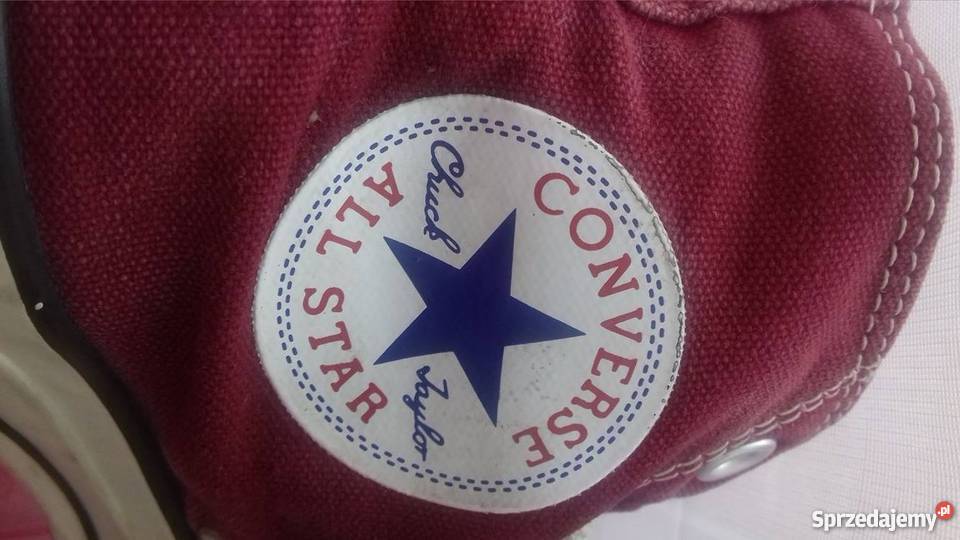 CONVERSE
Chuck Taylor
ALL STAR
Sprzedajemy.pl